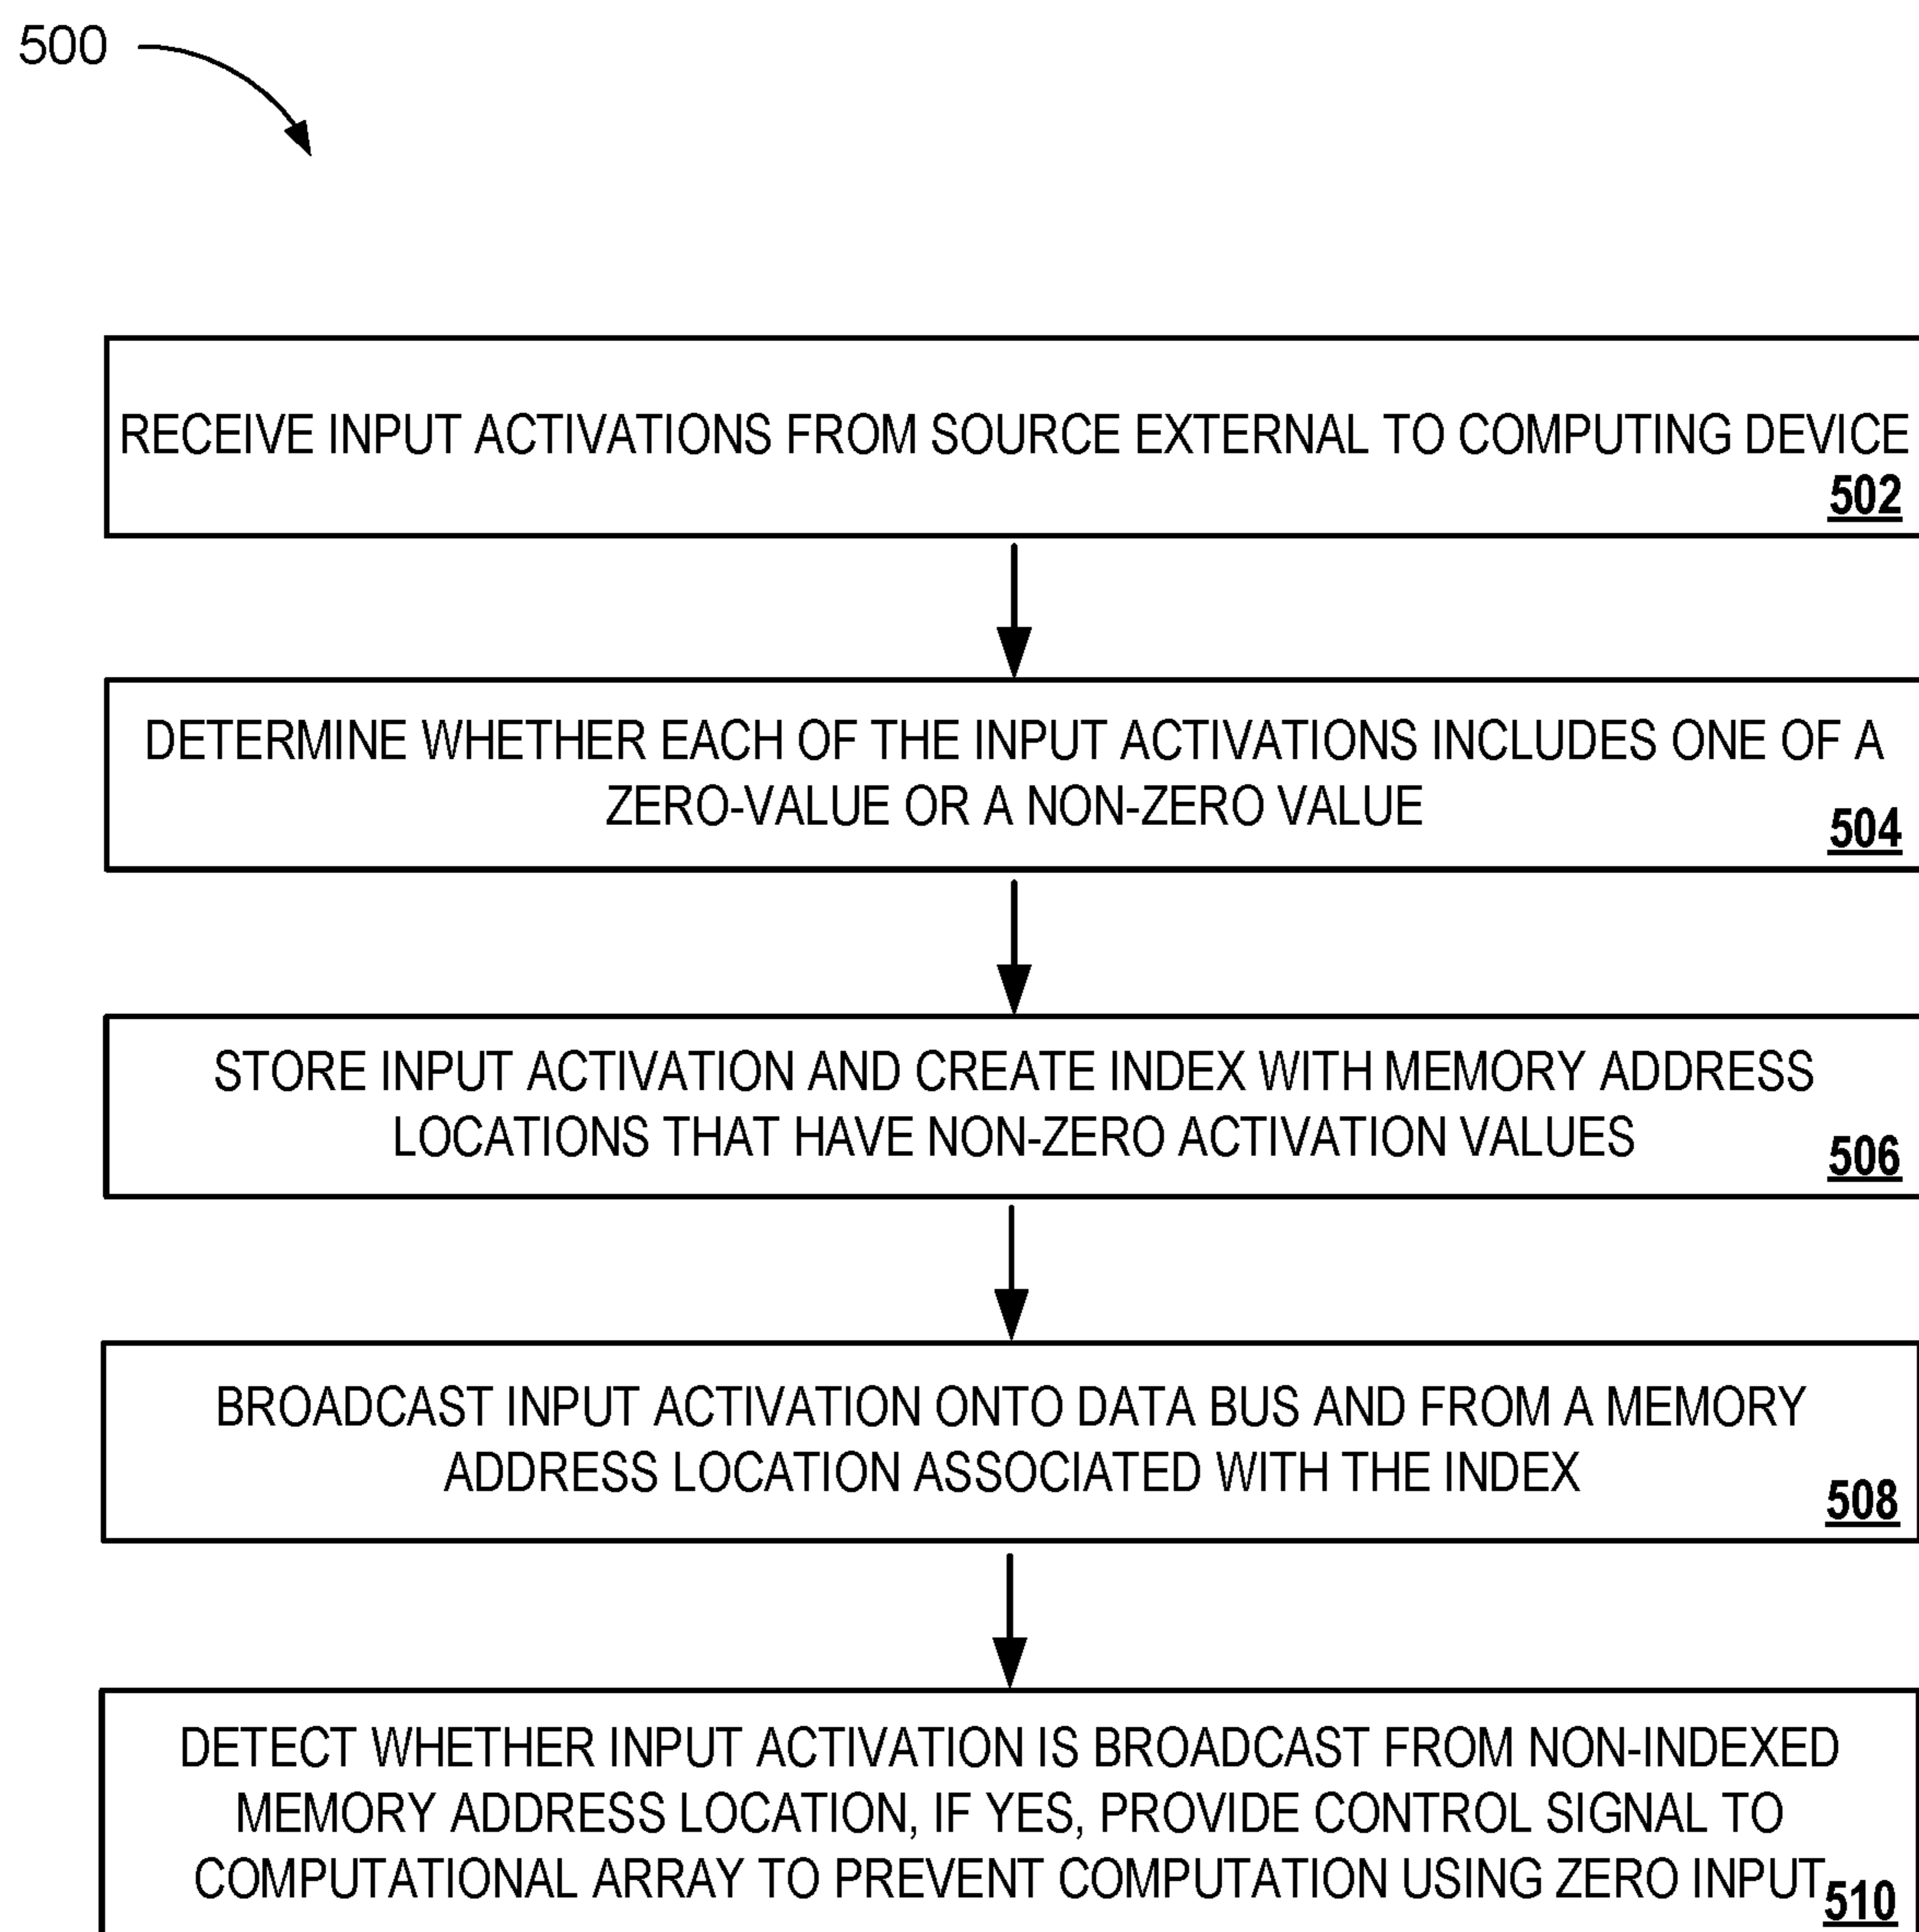 500
RECEIVE INPUT ACTIVATIONS FROM SOURCE EXTERNAL TO COMPUTING DEVICE
502
DETERMINE WHETHER EACH OF THE INPUT ACTIVATIONS INCLUDES ONE OF A
ZERO-VALUE OR A NON-ZERO VALUE
504
STORE INPUT ACTIVATION AND CREATE INDEX WITH MEMORY ADDRESS
LOCATIONS THAT HAVE NON-ZERO ACTIVATION VALUES
506
BROADCAST INPUT ACTIVATION ONTO DATA BUS AND FROM A MEMORY
ADDRESS LOCATION ASSOCIATED WITH THE INDEX
508
DETECT WHETHER INPUT ACTIVATION IS BROADCAST FROM NON-INDEXED
MEMORY ADDRESS LOCATION, IF YES, PROVIDE CONTROL SIGNAL TO
COMPUTATIONAL ARRAY TO PREVENT COMPUTATION USING ZERO INPUT
510